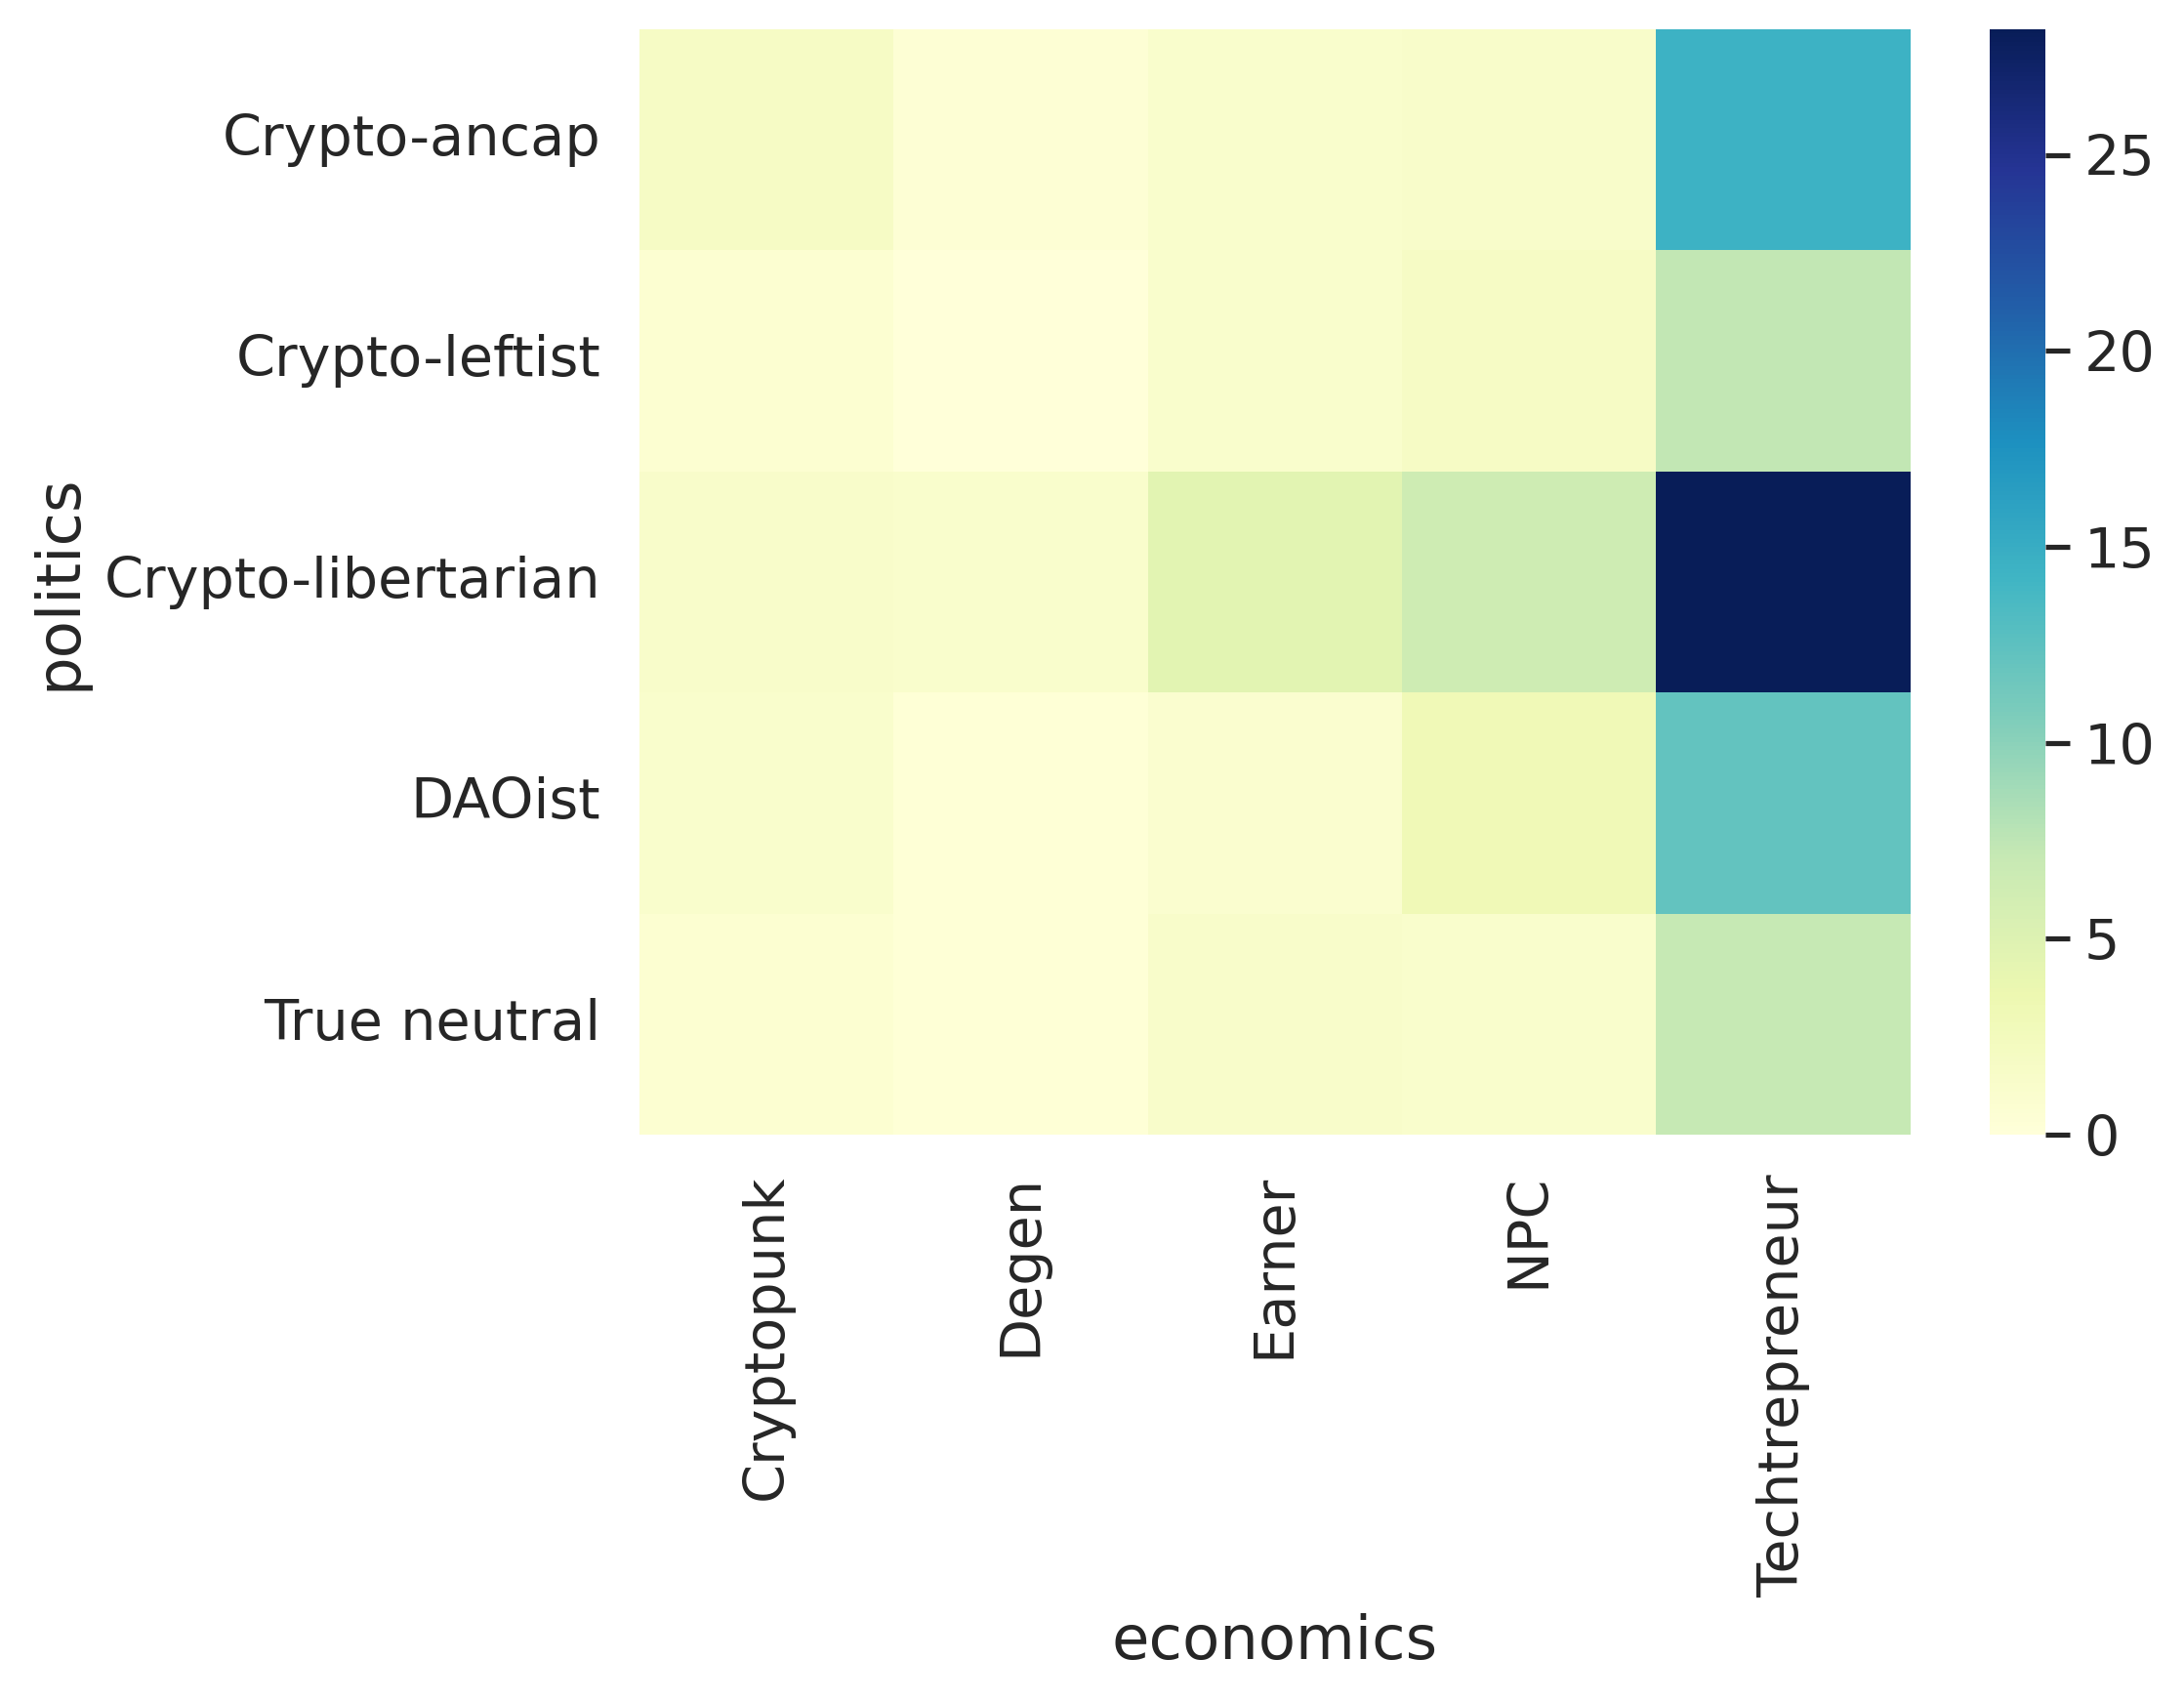 politics
Crypto-ancap
Crypto-leftist
Crypto-libertarian
DAOist
True neutral
Cryptopunk
Degen
Earner
NPC
Techtrepreneur
economics
25
20
15
10
5
0